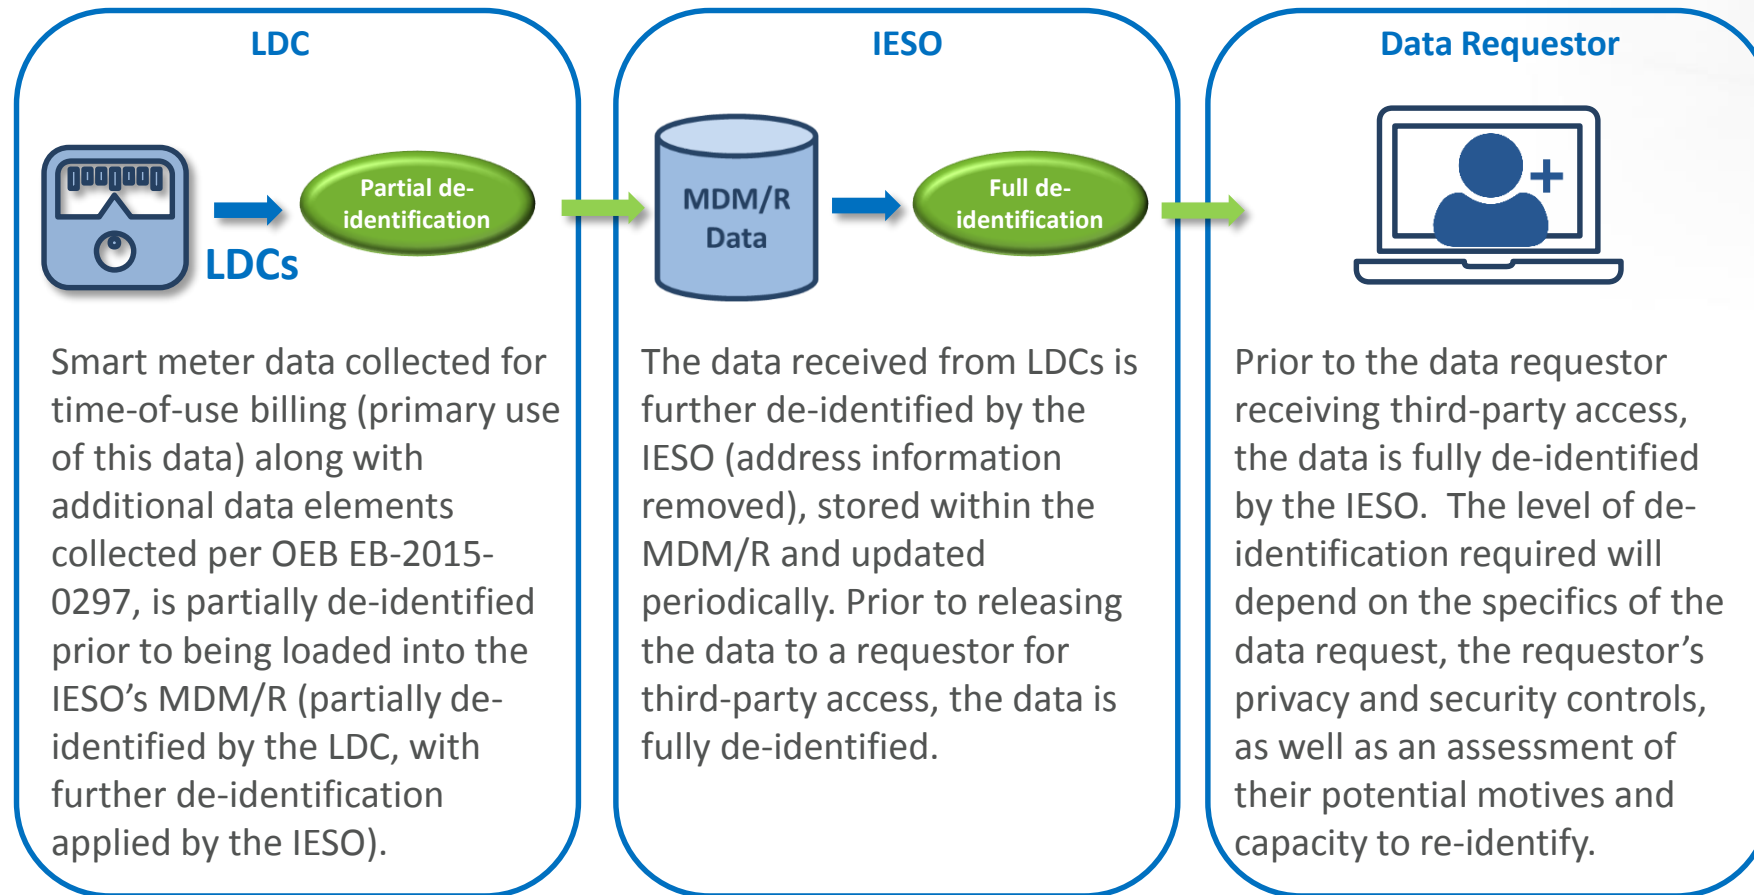 LDC
LDCs
Partial de-
identification
Smart meter data collected for
time-of-use billing (primary use
of this data) along with
additional data elements
collected per OEB EB-2015-
0297, is partially de-identified
prior to being loaded into the
IESO’s MDM/R (partially de-
identified by the LDC, with
further de-identification
applied by the IESO).
IESO
MDM/R
Data
Full de-
identification
The data received from LDCs is
further de-identified by the
IESO (address information
removed), stored within the
MDM/R and updated
periodically. Prior to releasing
the data to a requestor for
third-party access, the data is
fully de-identified.
Data Requestor
Prior to the data requestor
receiving third-party access,
the data is fully de-identified
by the IESO.  The level of de-
identification required will
depend on the specifics of the
data request, the requestor’s
privacy and security controls,
as well as an assessment of
their potential motives and
capacity to re-identify.